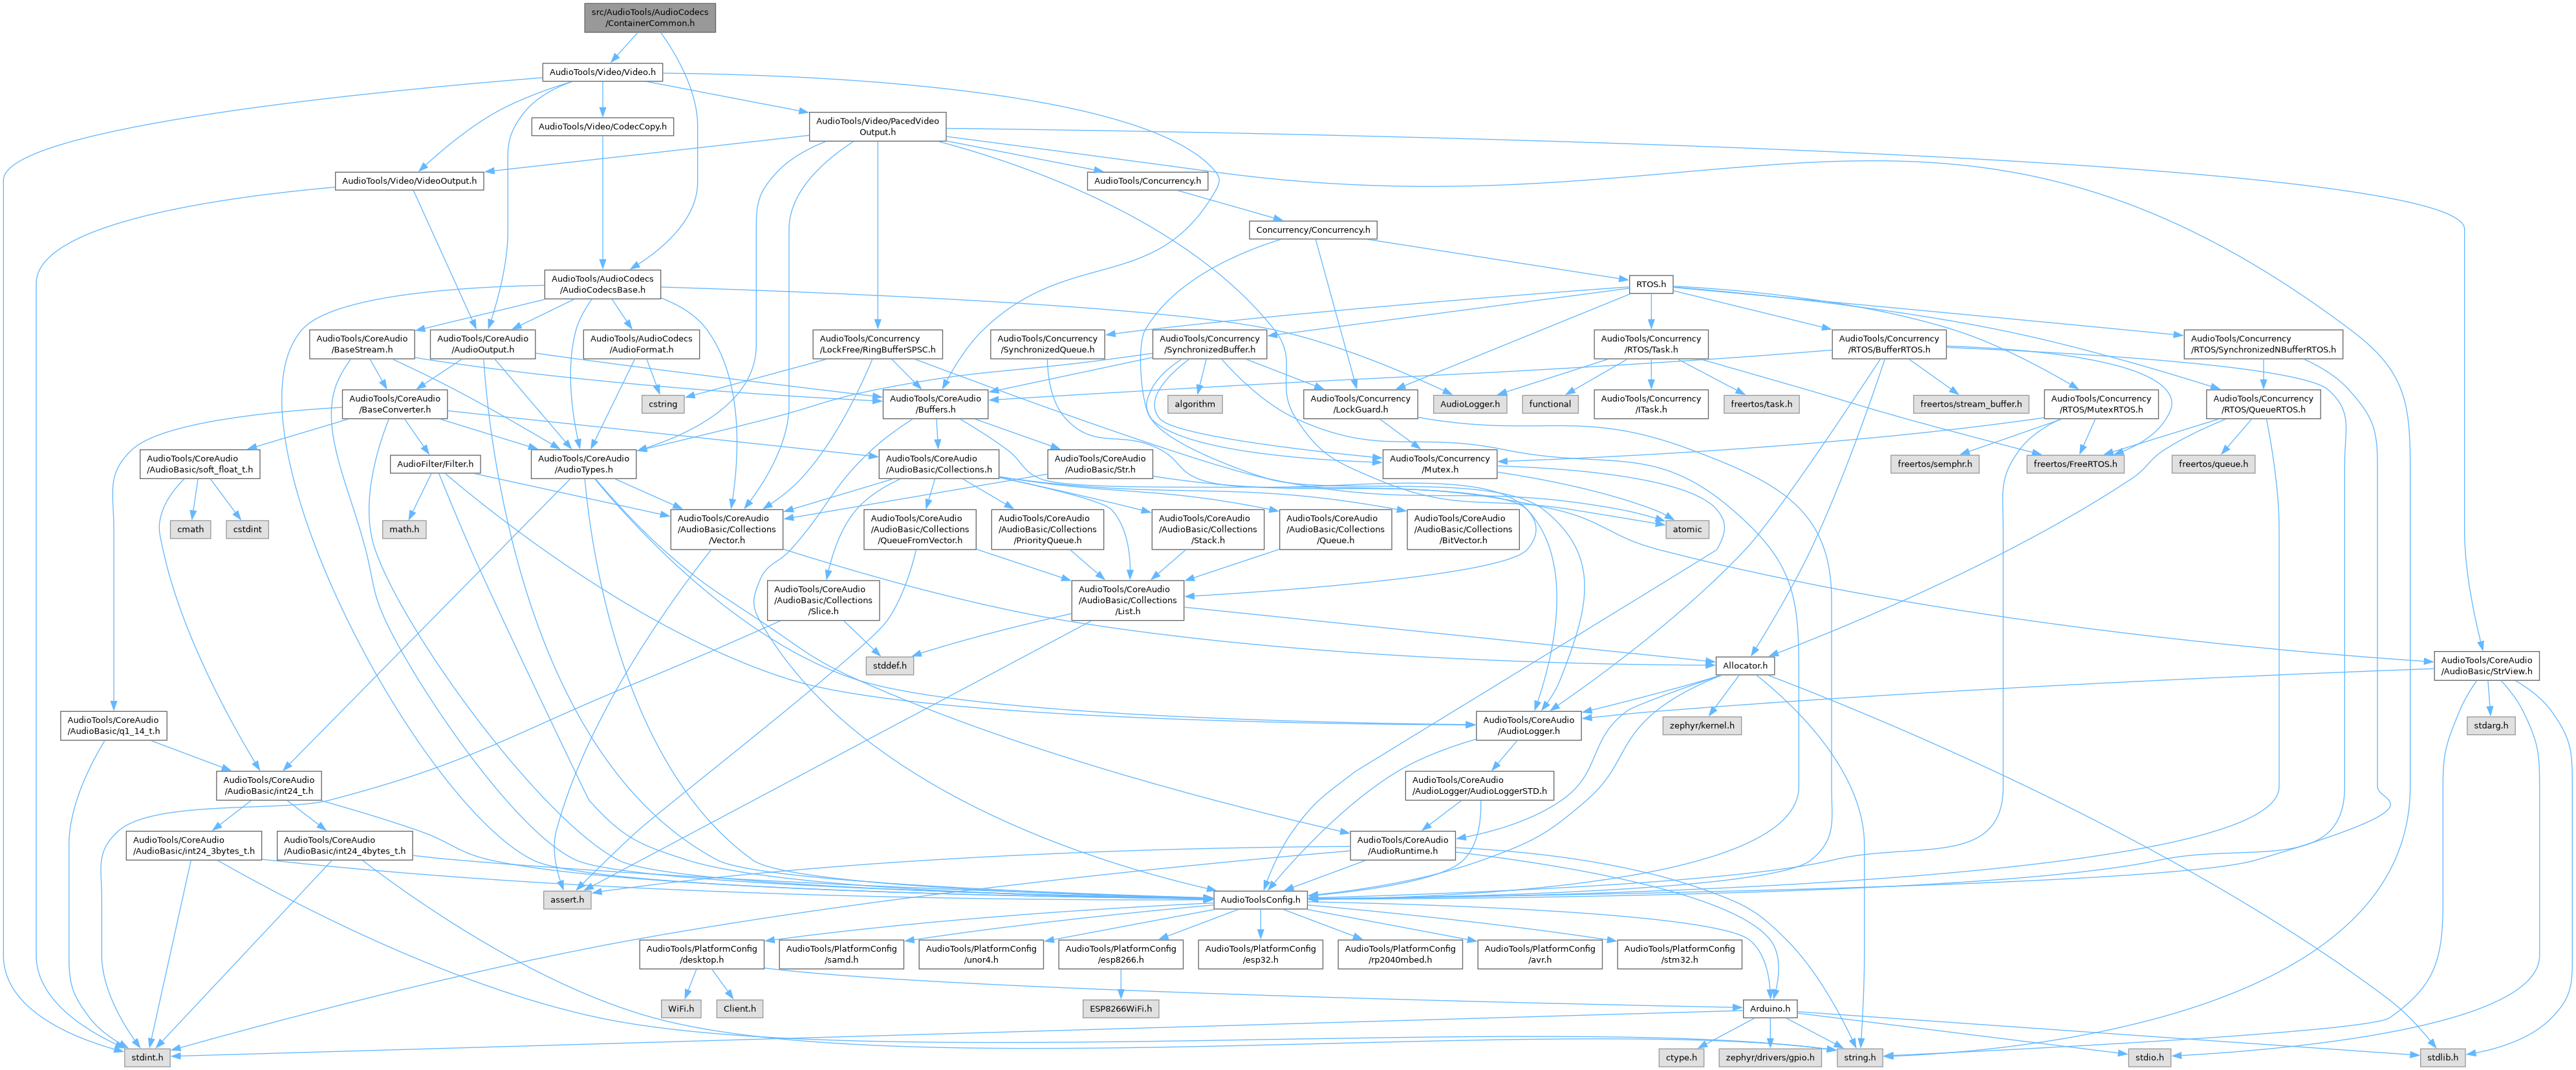 src/AudioTools/AudioCodecs
/ContainerCommon.h
AudioTools/Video/Video.h
AudioTools/Video/PacedVideo
Output.h
AudioTools/Video/CodecCopy.h
AudioTools/Video/VideoOutput.h
AudioTools/Concurrency.h
Concurrency/Concurrency.h
AudioTools/AudioCodecs
/AudioCodecsBase.h
RTOS.h
AudioTools/CoreAudio
/BaseStream.h
AudioTools/CoreAudio
/AudioOutput.h
AudioTools/AudioCodecs
/AudioFormat.h
AudioTools/Concurrency
/LockFree/RingBufferSPSC.h
AudioTools/Concurrency
/SynchronizedQueue.h
AudioTools/Concurrency
/SynchronizedBuffer.h
AudioTools/Concurrency
/RTOS/Task.h
AudioTools/Concurrency
/RTOS/BufferRTOS.h
AudioTools/Concurrency
/RTOS/SynchronizedNBufferRTOS.h
AudioTools/CoreAudio
/BaseConverter.h
cstring
AudioTools/CoreAudio
/Buffers.h
algorithm
AudioTools/Concurrency
/LockGuard.h
AudioLogger.h
functional
AudioTools/Concurrency
/ITask.h
freertos/task.h
freertos/stream_buffer.h
AudioTools/Concurrency
/RTOS/MutexRTOS.h
AudioTools/Concurrency
/RTOS/QueueRTOS.h
AudioTools/CoreAudio
/AudioBasic/soft_float_t.h
AudioFilter/Filter.h
AudioTools/CoreAudio
/AudioTypes.h
AudioTools/CoreAudio
/AudioBasic/Collections.h
AudioTools/CoreAudio
/AudioBasic/Str.h
AudioTools/Concurrency
/Mutex.h
freertos/semphr.h
freertos/FreeRTOS.h
freertos/queue.h
cmath
cstdint
math.h
AudioTools/CoreAudio
/AudioBasic/Collections
/Vector.h
AudioTools/CoreAudio
/AudioBasic/Collections
/QueueFromVector.h
AudioTools/CoreAudio
/AudioBasic/Collections
/PriorityQueue.h
AudioTools/CoreAudio
/AudioBasic/Collections
/Stack.h
AudioTools/CoreAudio
/AudioBasic/Collections
/Queue.h
AudioTools/CoreAudio
/AudioBasic/Collections
/BitVector.h
atomic
AudioTools/CoreAudio
/AudioBasic/Collections
/Slice.h
AudioTools/CoreAudio
/AudioBasic/Collections
/List.h
stddef.h
Allocator.h
AudioTools/CoreAudio
/AudioBasic/StrView.h
AudioTools/CoreAudio
/AudioBasic/q1_14_t.h
AudioTools/CoreAudio
/AudioLogger.h
zephyr/kernel.h
stdarg.h
AudioTools/CoreAudio
/AudioBasic/int24_t.h
AudioTools/CoreAudio
/AudioLogger/AudioLoggerSTD.h
AudioTools/CoreAudio
/AudioBasic/int24_3bytes_t.h
AudioTools/CoreAudio
/AudioBasic/int24_4bytes_t.h
AudioTools/CoreAudio
/AudioRuntime.h
assert.h
AudioToolsConfig.h
AudioTools/PlatformConfig
/desktop.h
AudioTools/PlatformConfig
/samd.h
AudioTools/PlatformConfig
/unor4.h
AudioTools/PlatformConfig
/esp8266.h
AudioTools/PlatformConfig
/esp32.h
AudioTools/PlatformConfig
/rp2040mbed.h
AudioTools/PlatformConfig
/avr.h
AudioTools/PlatformConfig
/stm32.h
WiFi.h
Client.h
ESP8266WiFi.h
Arduino.h
stdint.h
ctype.h
zephyr/drivers/gpio.h
string.h
stdio.h
stdlib.h